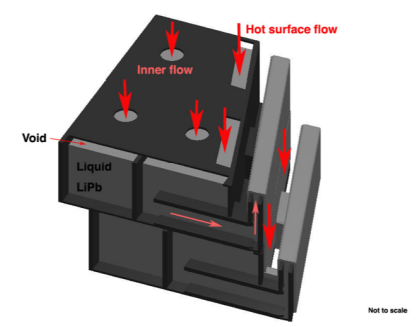 Hot surface flow
Inner flow
Void
Liquid
LiPb
Not to scale